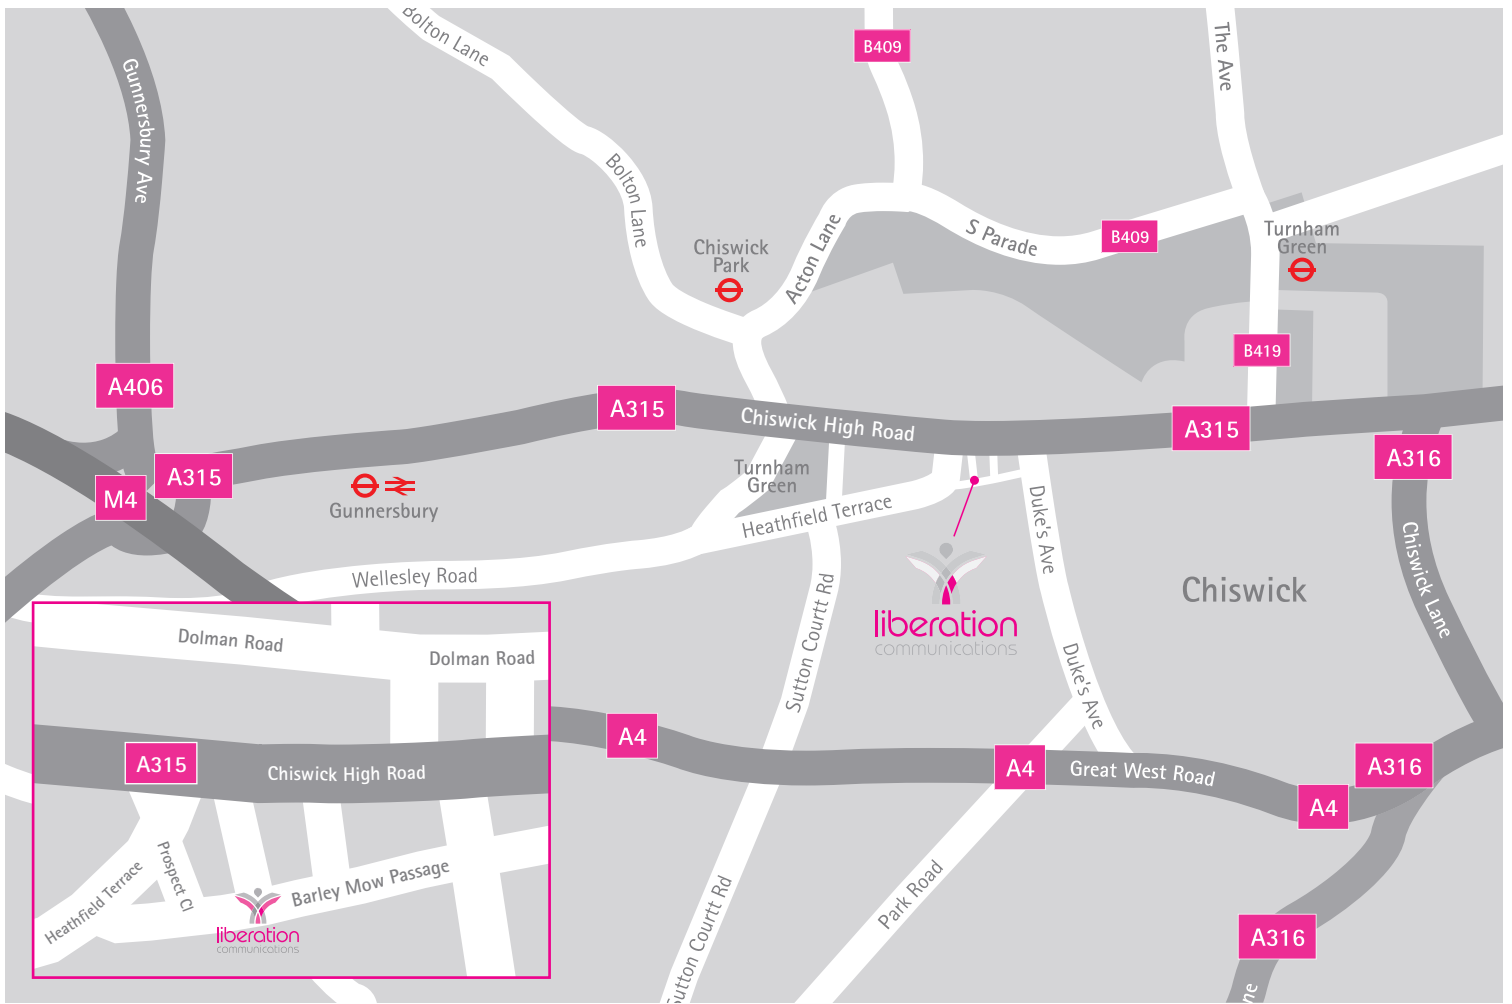 Bolton Lane
B409
The Ave
Gunnersbury Ave
Bolton Lane
Acton Lane
S Parade
B409
Turnham
Green
Chiswick
Park
B419
A406
A315
Chiswick High Road
A315
A316
A315
M4
Gunnersbury
Turnham
Green
Heathfield Terrace
Duke's Ave
Chiswick Lane
Wellesley Road
Sutton Courtt Rd
liberation
communications
Chiswick
Duke's Ave
Dolman Road
Dolman Road
A315
Chiswick High Road
Prospect Cl
Heathfield Terrace
Barley Mow Passage
liberation
communications
A4
A4
Great West Road
A316
A4
Park Road
Sutton Courtt Rd
A316
ne